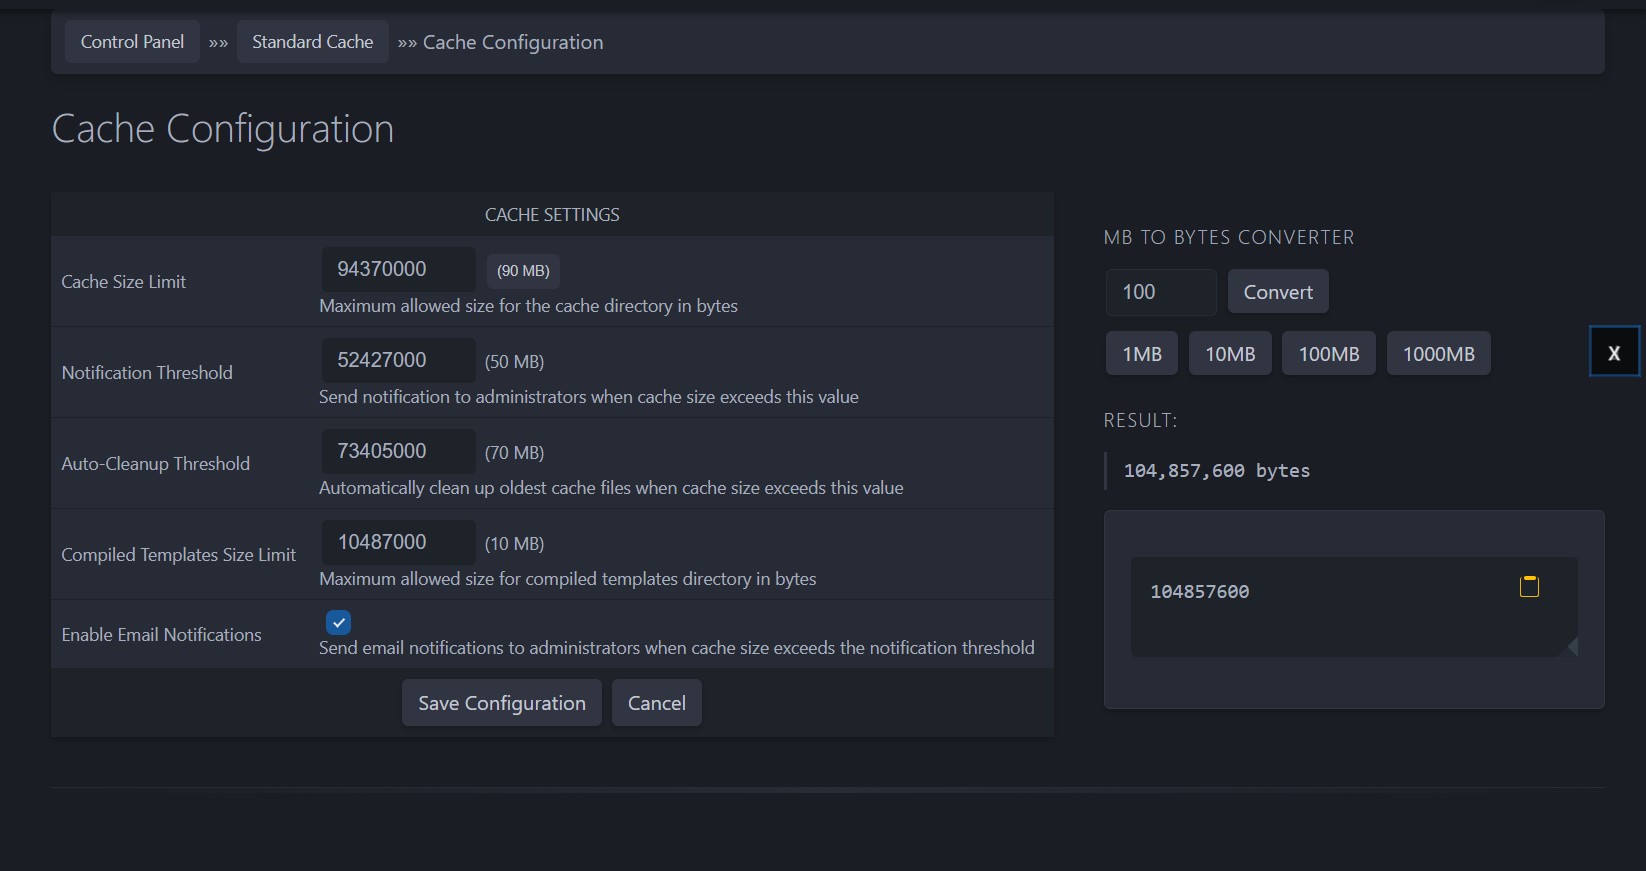 Control Panel »» Standard Cache »» Cache Configuration
Cache Configuration
CACHE SETTINGS
Cache Size Limit
94370000 (90 MB)
Maximum allowed size for the cache directory in bytes
Notification Threshold
52427000 (50 MB)
Send notification to administrators when cache size exceeds this value
Auto-Cleanup Threshold
73405000 (70 MB)
Automatically clean up oldest cache files when cache size exceeds this value
Compiled Templates Size Limit
10487000 (10 MB)
Maximum allowed size for compiled templates directory in bytes
Enable Email Notifications
Send email notifications to administrators when cache size exceeds the notification threshold
Save Configuration Cancel
MB TO BYTES CONVERTER
100 Convert
1MB 10MB 100MB 1000MB
X
RESULT:
104,857,600 bytes
104857600